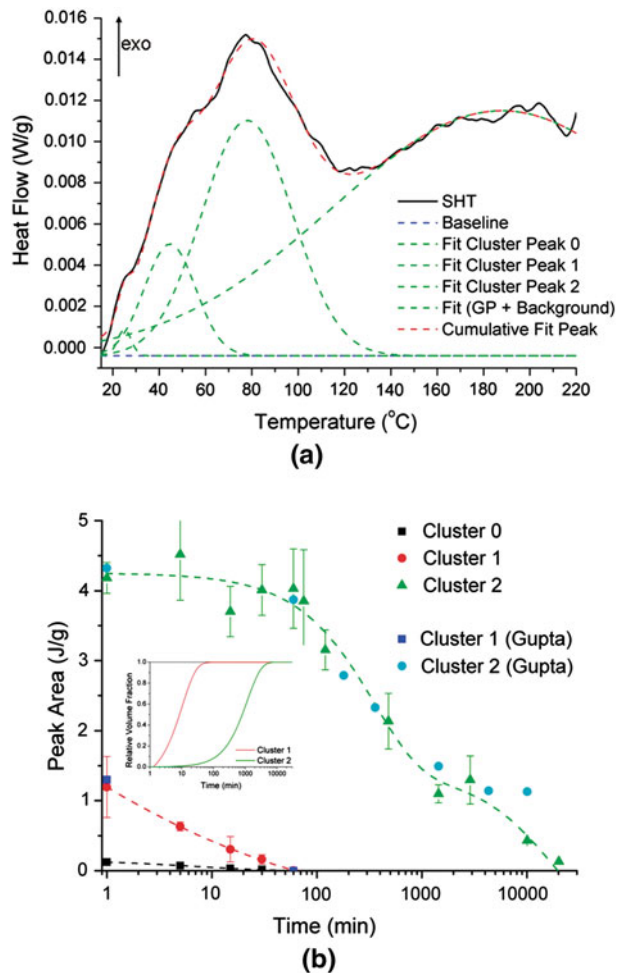 0.016
0.014
0.012
0.010
0.008
0.006
0.004
0.002
0.000
Heat Flow (W/g)
exo
SHT
Baseline
Fit Cluster Peak 0
Fit Cluster Peak 1
Fit Cluster Peak 2
Fit (GP + Background)
Cumulative Fit Peak
20 40 60 80 100 120 140 160 180 200 220
Temperature (°C)
(a)
5
4
3
2
1
0
Peak Area (J/g)
Cluster 0
Cluster 1
Cluster 2
Cluster 1 (Gupta)
Cluster 2 (Gupta)
1.0
0.8
0.6
0.4
0.2
0.0
Relative Volume Fraction
Cluster 1
Cluster 2
1 10 100 1000 10000
Time (min)
1 10 100 1000 10000
Time (min)
(b)